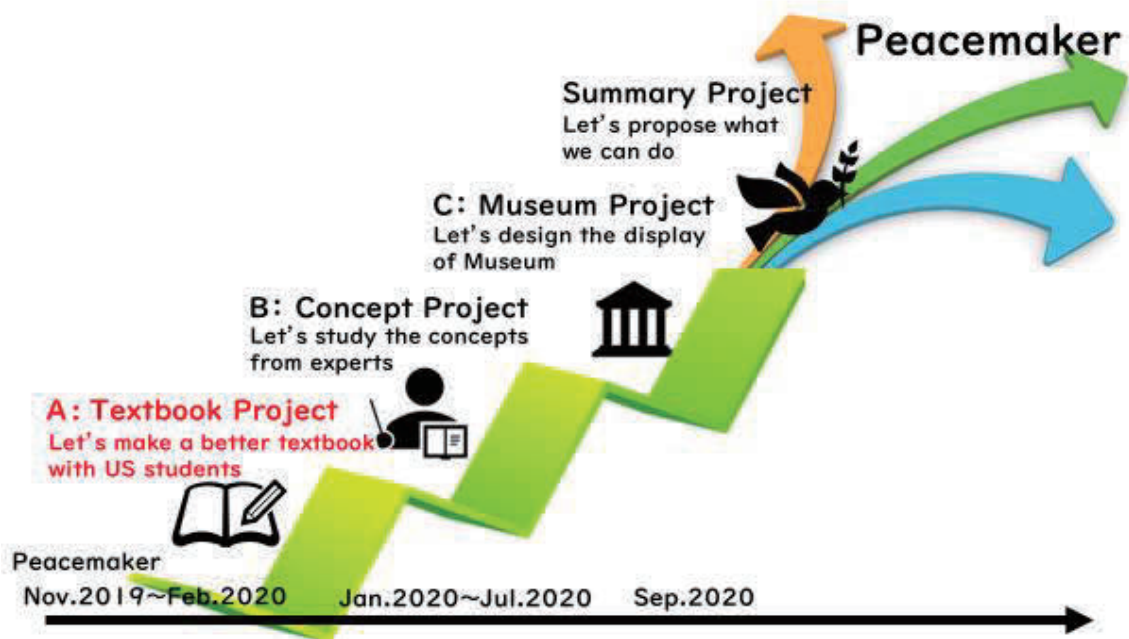 Peacemaker
Summary Project
Let's propose what
we can do
C: Museum Project
Let's design the display
of Museum
B: Concept Project
Let's study the concepts
from experts
A: Textbook Project
Let's make a better textbook
with US students
Peacemaker
Nov.2019~Feb.2020 Jan.2020~Jul.2020 Sep.2020